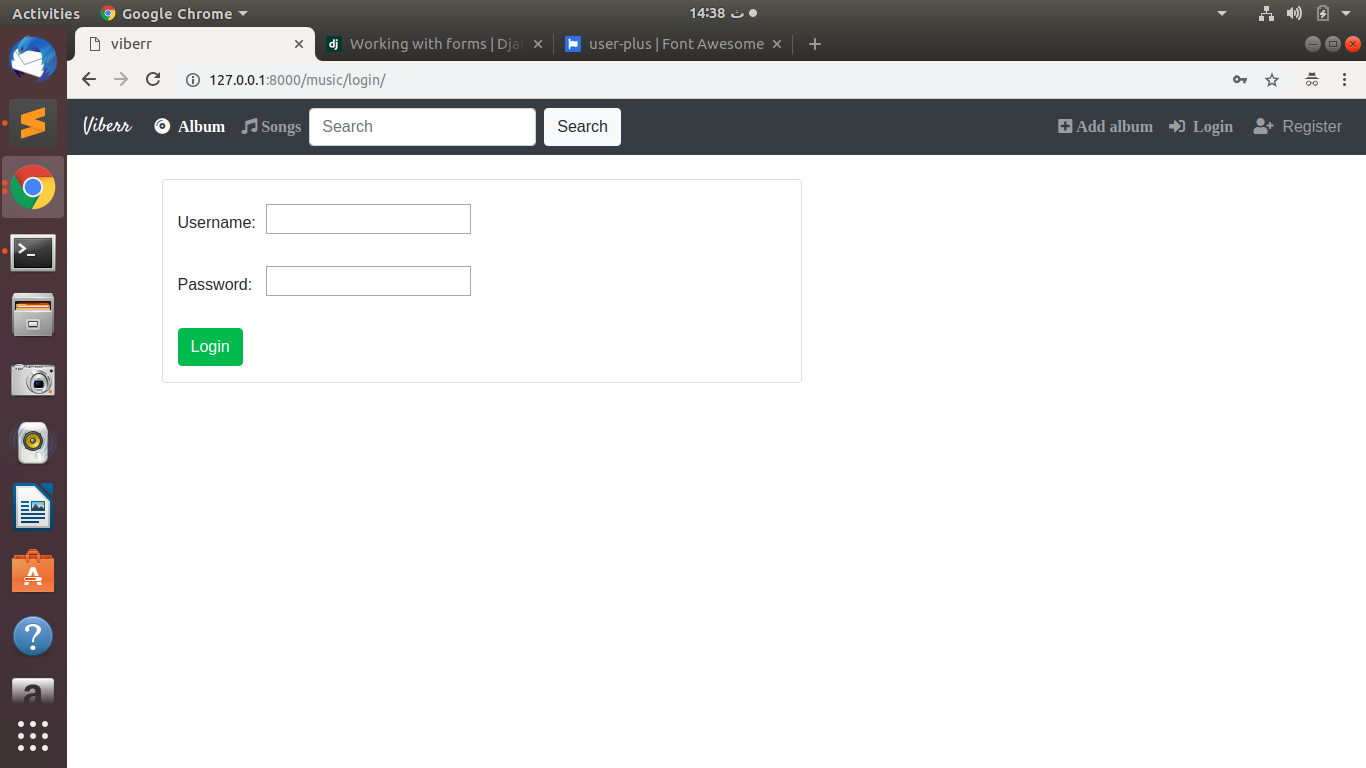 Activities Google Chrome 14:38 ث
viberr Working with forms | Dja user-plus | Font Awesome
127.0.0.1:8000/music/login/
Viberr Album Songs Search Search Add album Login Register
Username:
Password:
Login